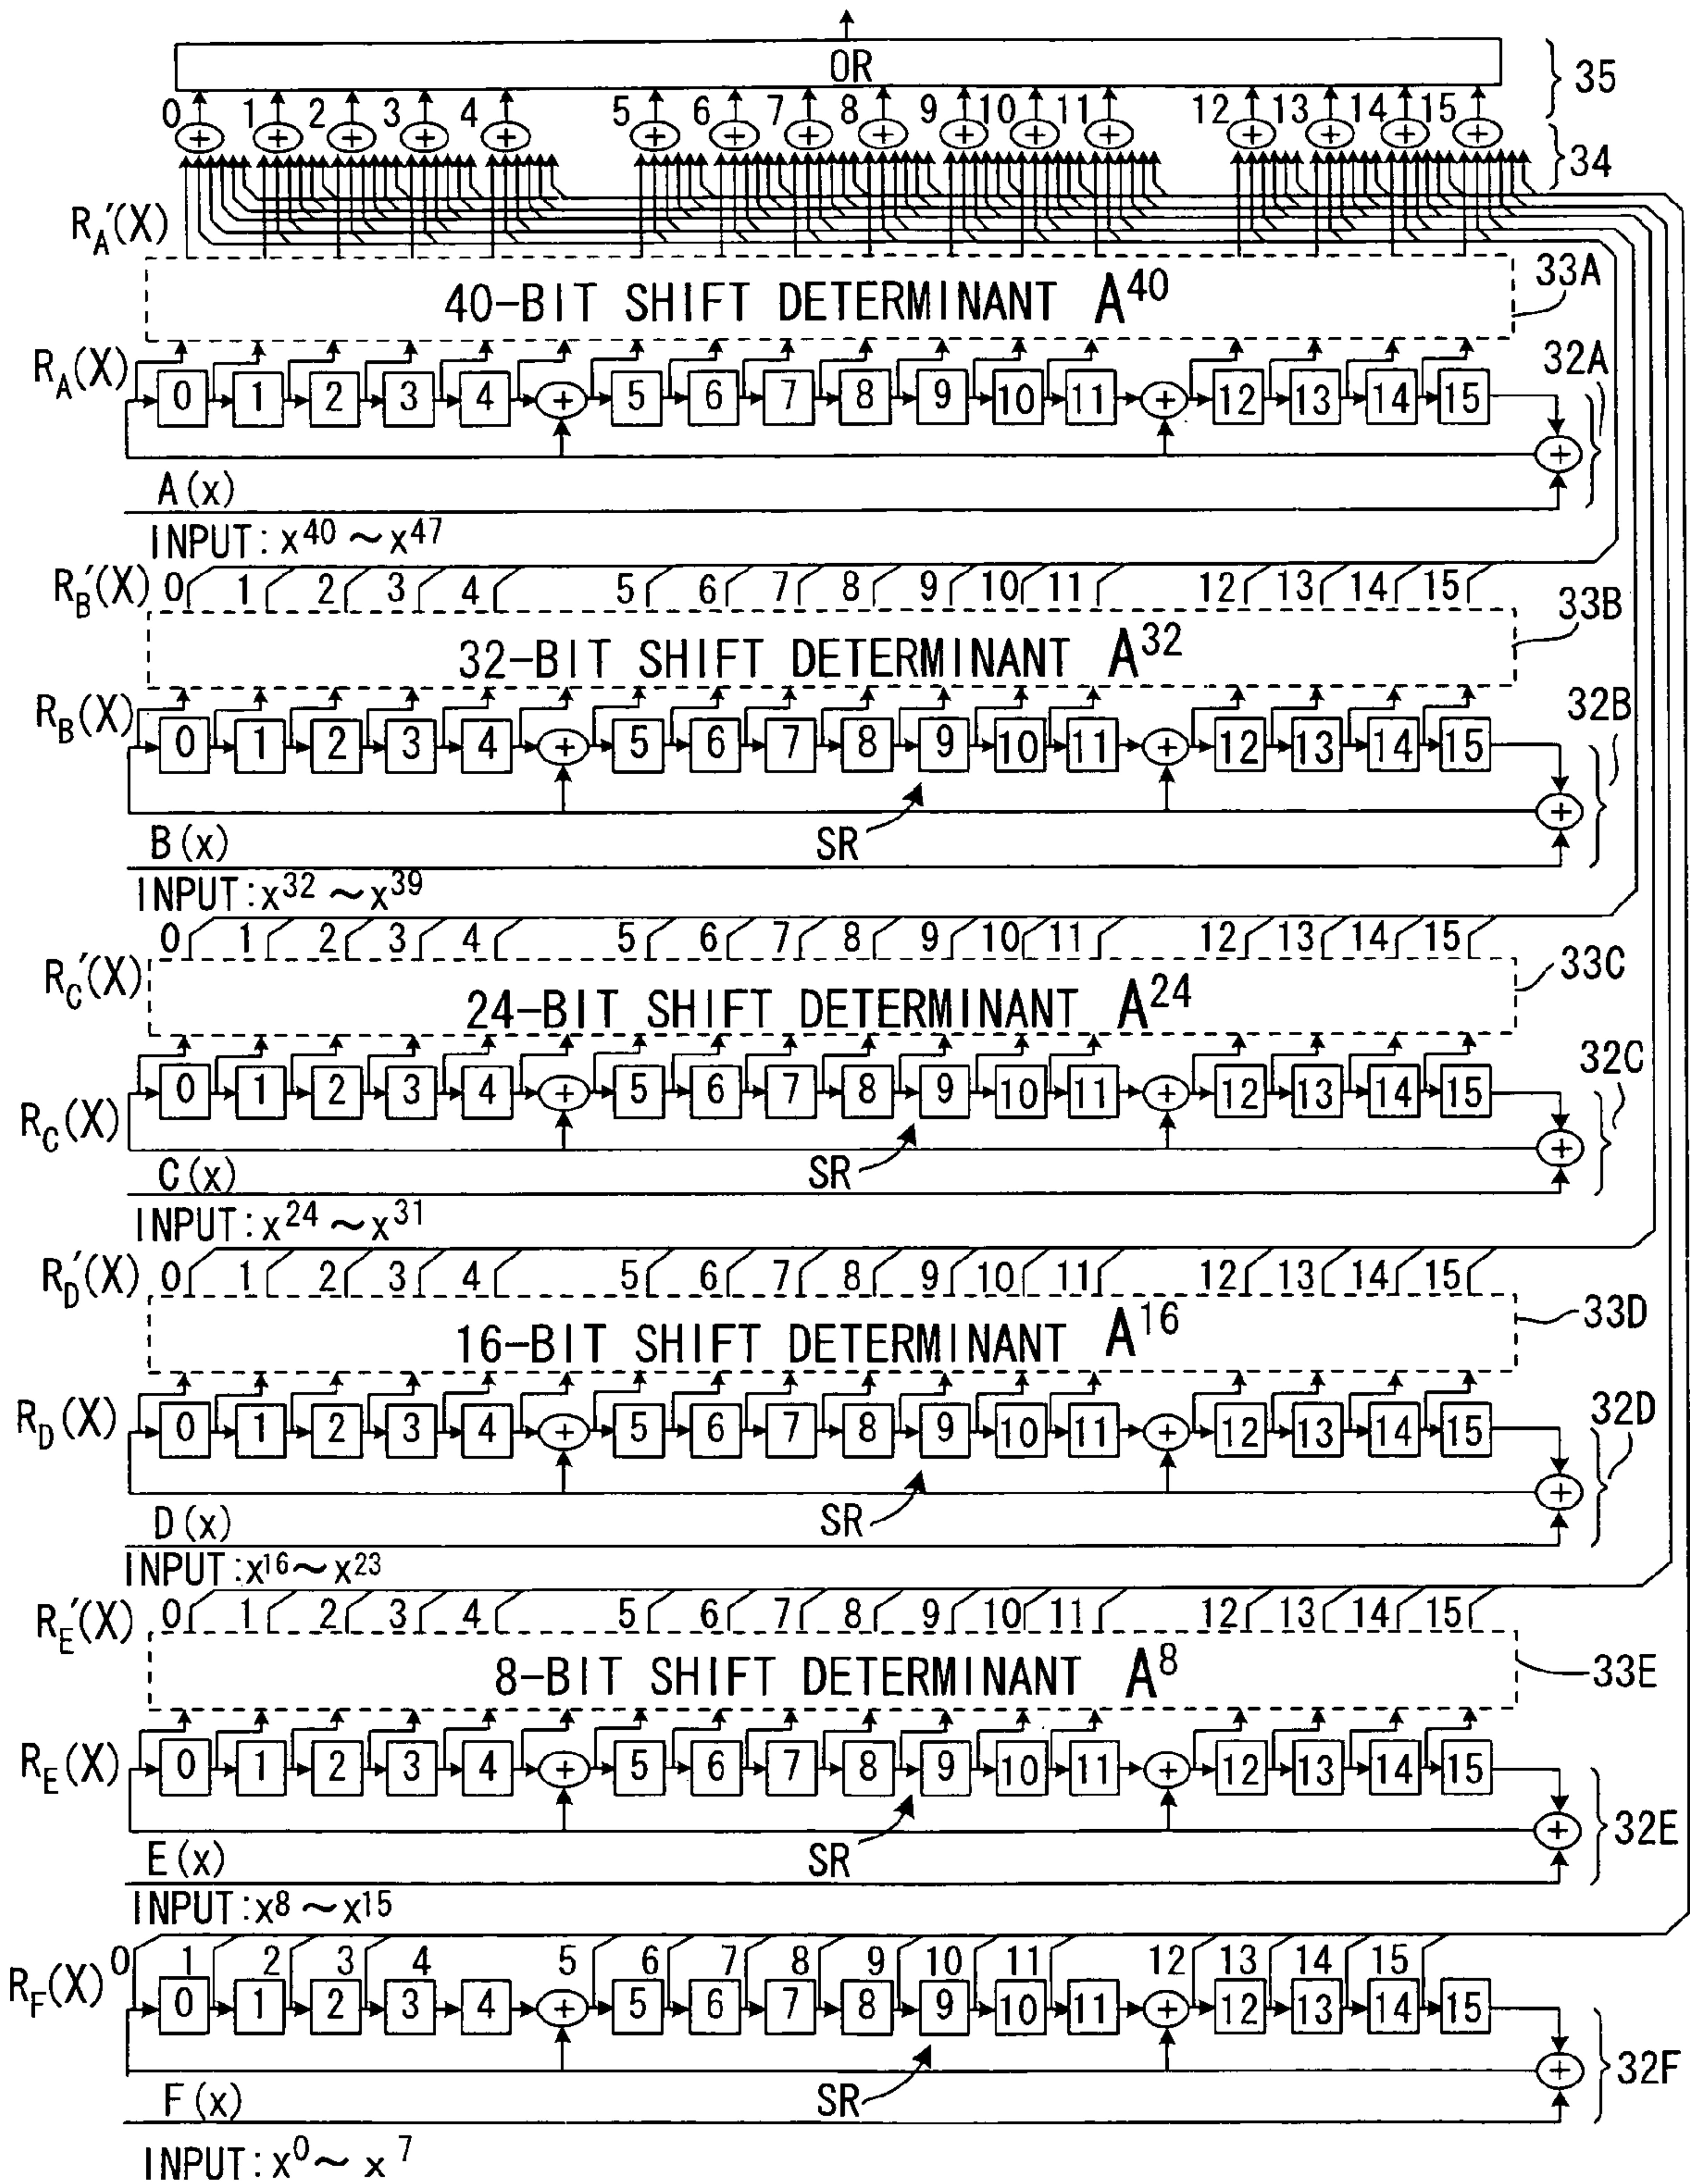 OR
35
0 1 2 3 4 5 6 7 8 9 10 11 12 13 14 15
+ + + + + + + + + + + + + + + +
34
R_A'(X)
40-BIT SHIFT DETERMINANT A^40
33A
R_A(X)
0 1 2 3 4 + 5 6 7 8 9 10 11 + 12 13 14 15
32A
+
A(x)
INPUT: x^40 ~ x^47
R_B'(X) 0 1 2 3 4 5 6 7 8 9 10 11 12 13 14 15
33B
32-BIT SHIFT DETERMINANT A^32
R_B(X)
0 1 2 3 4 + 5 6 7 8 9 10 11 + 12 13 14 15
32B
+
SR
B(x)
INPUT: x^32 ~ x^39
0 1 2 3 4 5 6 7 8 9 10 11 12 13 14 15
R_C'(X)
33C
24-BIT SHIFT DETERMINANT A^24
32C
0 1 2 3 4 + 5 6 7 8 9 10 11 + 12 13 14 15
R_C(X)
+
SR
C(x)
INPUT: x^24 ~ x^31
R_D'(X) 0 1 2 3 4 5 6 7 8 9 10 11 12 13 14 15
33D
16-BIT SHIFT DETERMINANT A^16
R_D(X)
0 1 2 3 4 + 5 6 7 8 9 10 11 + 12 13 14 15
32D
+
SR
D(x)
INPUT: x^16 ~ x^23
R_E'(X) 0 1 2 3 4 5 6 7 8 9 10 11 12 13 14 15
33E
8-BIT SHIFT DETERMINANT A^8
R_E(X)
0 1 2 3 4 + 5 6 7 8 9 10 11 + 12 13 14 15
+
32E
SR
E(x)
INPUT: x^8 ~ x^15
0 1 2 3 4 5 6 7 8 9 10 11 12 13 14 15
R_F(X)
0 1 2 3 4 + 5 6 7 8 9 10 11 + 12 13 14 15
+
32F
SR
F(x)
INPUT: x^0 ~ x^7